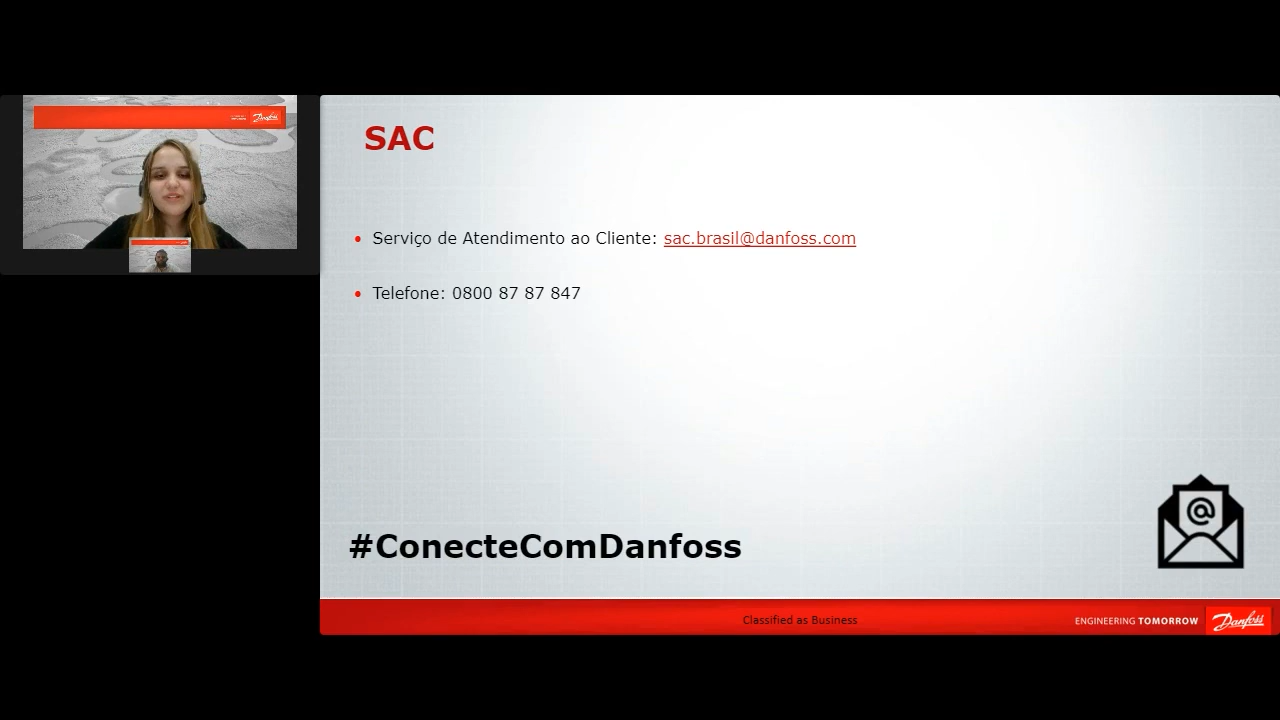 SAC
• Serviço de Atendimento ao Cliente: sac.brasil@danfoss.com
• Telefone: 0800 87 87 847
#ConecteComDanfoss
Classified as Business
ENGINEERING TOMORROW
Danfoss
Danfoss